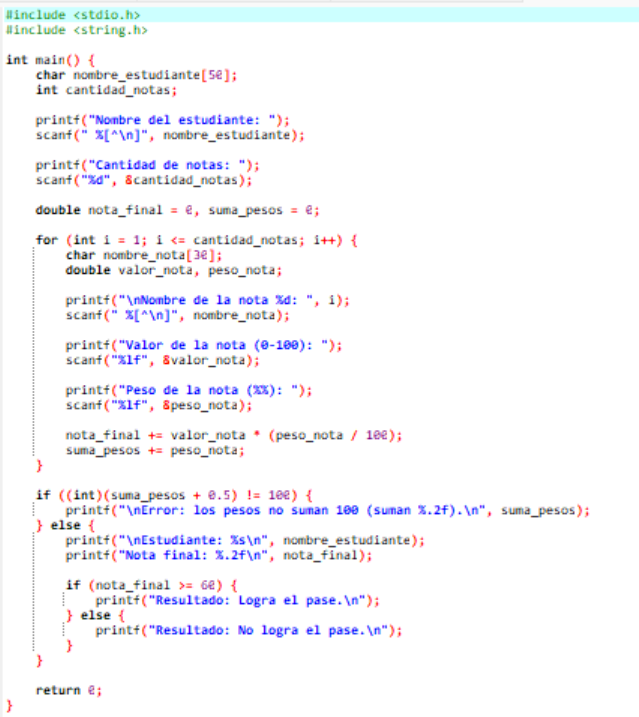 #include <stdio.h>
#include <string.h>

int main() {
    char nombre_estudiante[50];
    int cantidad_notas;

    printf("Nombre del estudiante: ");
    scanf(" %[^\n]", nombre_estudiante);

    printf("Cantidad de notas: ");
    scanf("%d", &cantidad_notas);

    double nota_final = 0, suma_pesos = 0;

    for (int i = 1; i <= cantidad_notas; i++) {
        char nombre_nota[30];
        double valor_nota, peso_nota;

        printf("\nNombre de la nota %d: ", i);
        scanf(" %[^\n]", nombre_nota);

        printf("Valor de la nota (0-100): ");
        scanf("%lf", &valor_nota);

        printf("Peso de la nota (%%): ");
        scanf("%lf", &peso_nota);

        nota_final += valor_nota * (peso_nota / 100);
        suma_pesos += peso_nota;
    }

    if ((int)(suma_pesos + 0.5) != 100) {
        printf("\nError: los pesos no suman 100 (suman %.2f).\n", suma_pesos);
    } else {
        printf("\nEstudiante: %s\n", nombre_estudiante);
        printf("Nota final: %.2f\n", nota_final);

        if (nota_final >= 60) {
            printf("Resultado: Logra el pase.\n");
        } else {
            printf("Resultado: No logra el pase.\n");
        }
    }

    return 0;
}